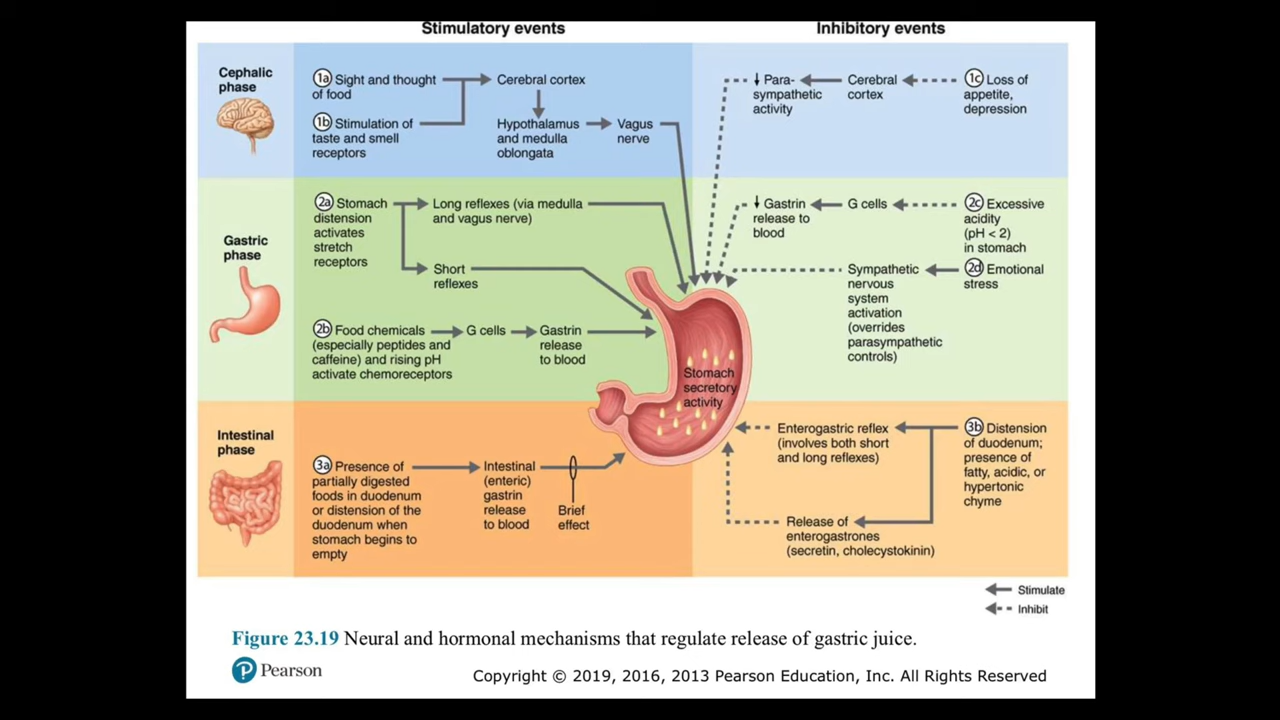 Stimulatory events
Inhibitory events
Cephalic
phase
1a Sight and thought
of food
1b Stimulation of
taste and smell
receptors
Cerebral cortex
Hypothalamus
and medulla
oblongata
Vagus
nerve
↓ Para-
sympathetic
activity
Cerebral
cortex
1c Loss of
appetite,
depression
Gastric
phase
2a Stomach
distension
activates
stretch
receptors
Long reflexes (via medulla
and vagus nerve)
Short
reflexes
2b Food chemicals
(especially peptides and
caffeine) and rising pH
activate chemoreceptors
G cells
Gastrin
release
to blood
↓ Gastrin
release to
blood
G cells
2c Excessive
acidity
(pH < 2)
in stomach
Sympathetic
nervous
system
activation
(overrides
parasympathetic
controls)
2d Emotional
stress
Stomach
secretory
activity
Intestinal
phase
3a Presence of
partially digested
foods in duodenum
or distension of the
duodenum when
stomach begins to
empty
Intestinal
(enteric)
gastrin
release
to blood
Brief
effect
Enterogastric reflex
(involves both short
and long reflexes)
3b Distension
of duodenum;
presence of
fatty, acidic, or
hypertonic
chyme
Release of
enterogastrones
(secretin, cholecystokinin)
Stimulate
Inhibit
Figure 23.19 Neural and hormonal mechanisms that regulate release of gastric juice.
P Pearson
Copyright © 2019, 2016, 2013 Pearson Education, Inc. All Rights Reserved